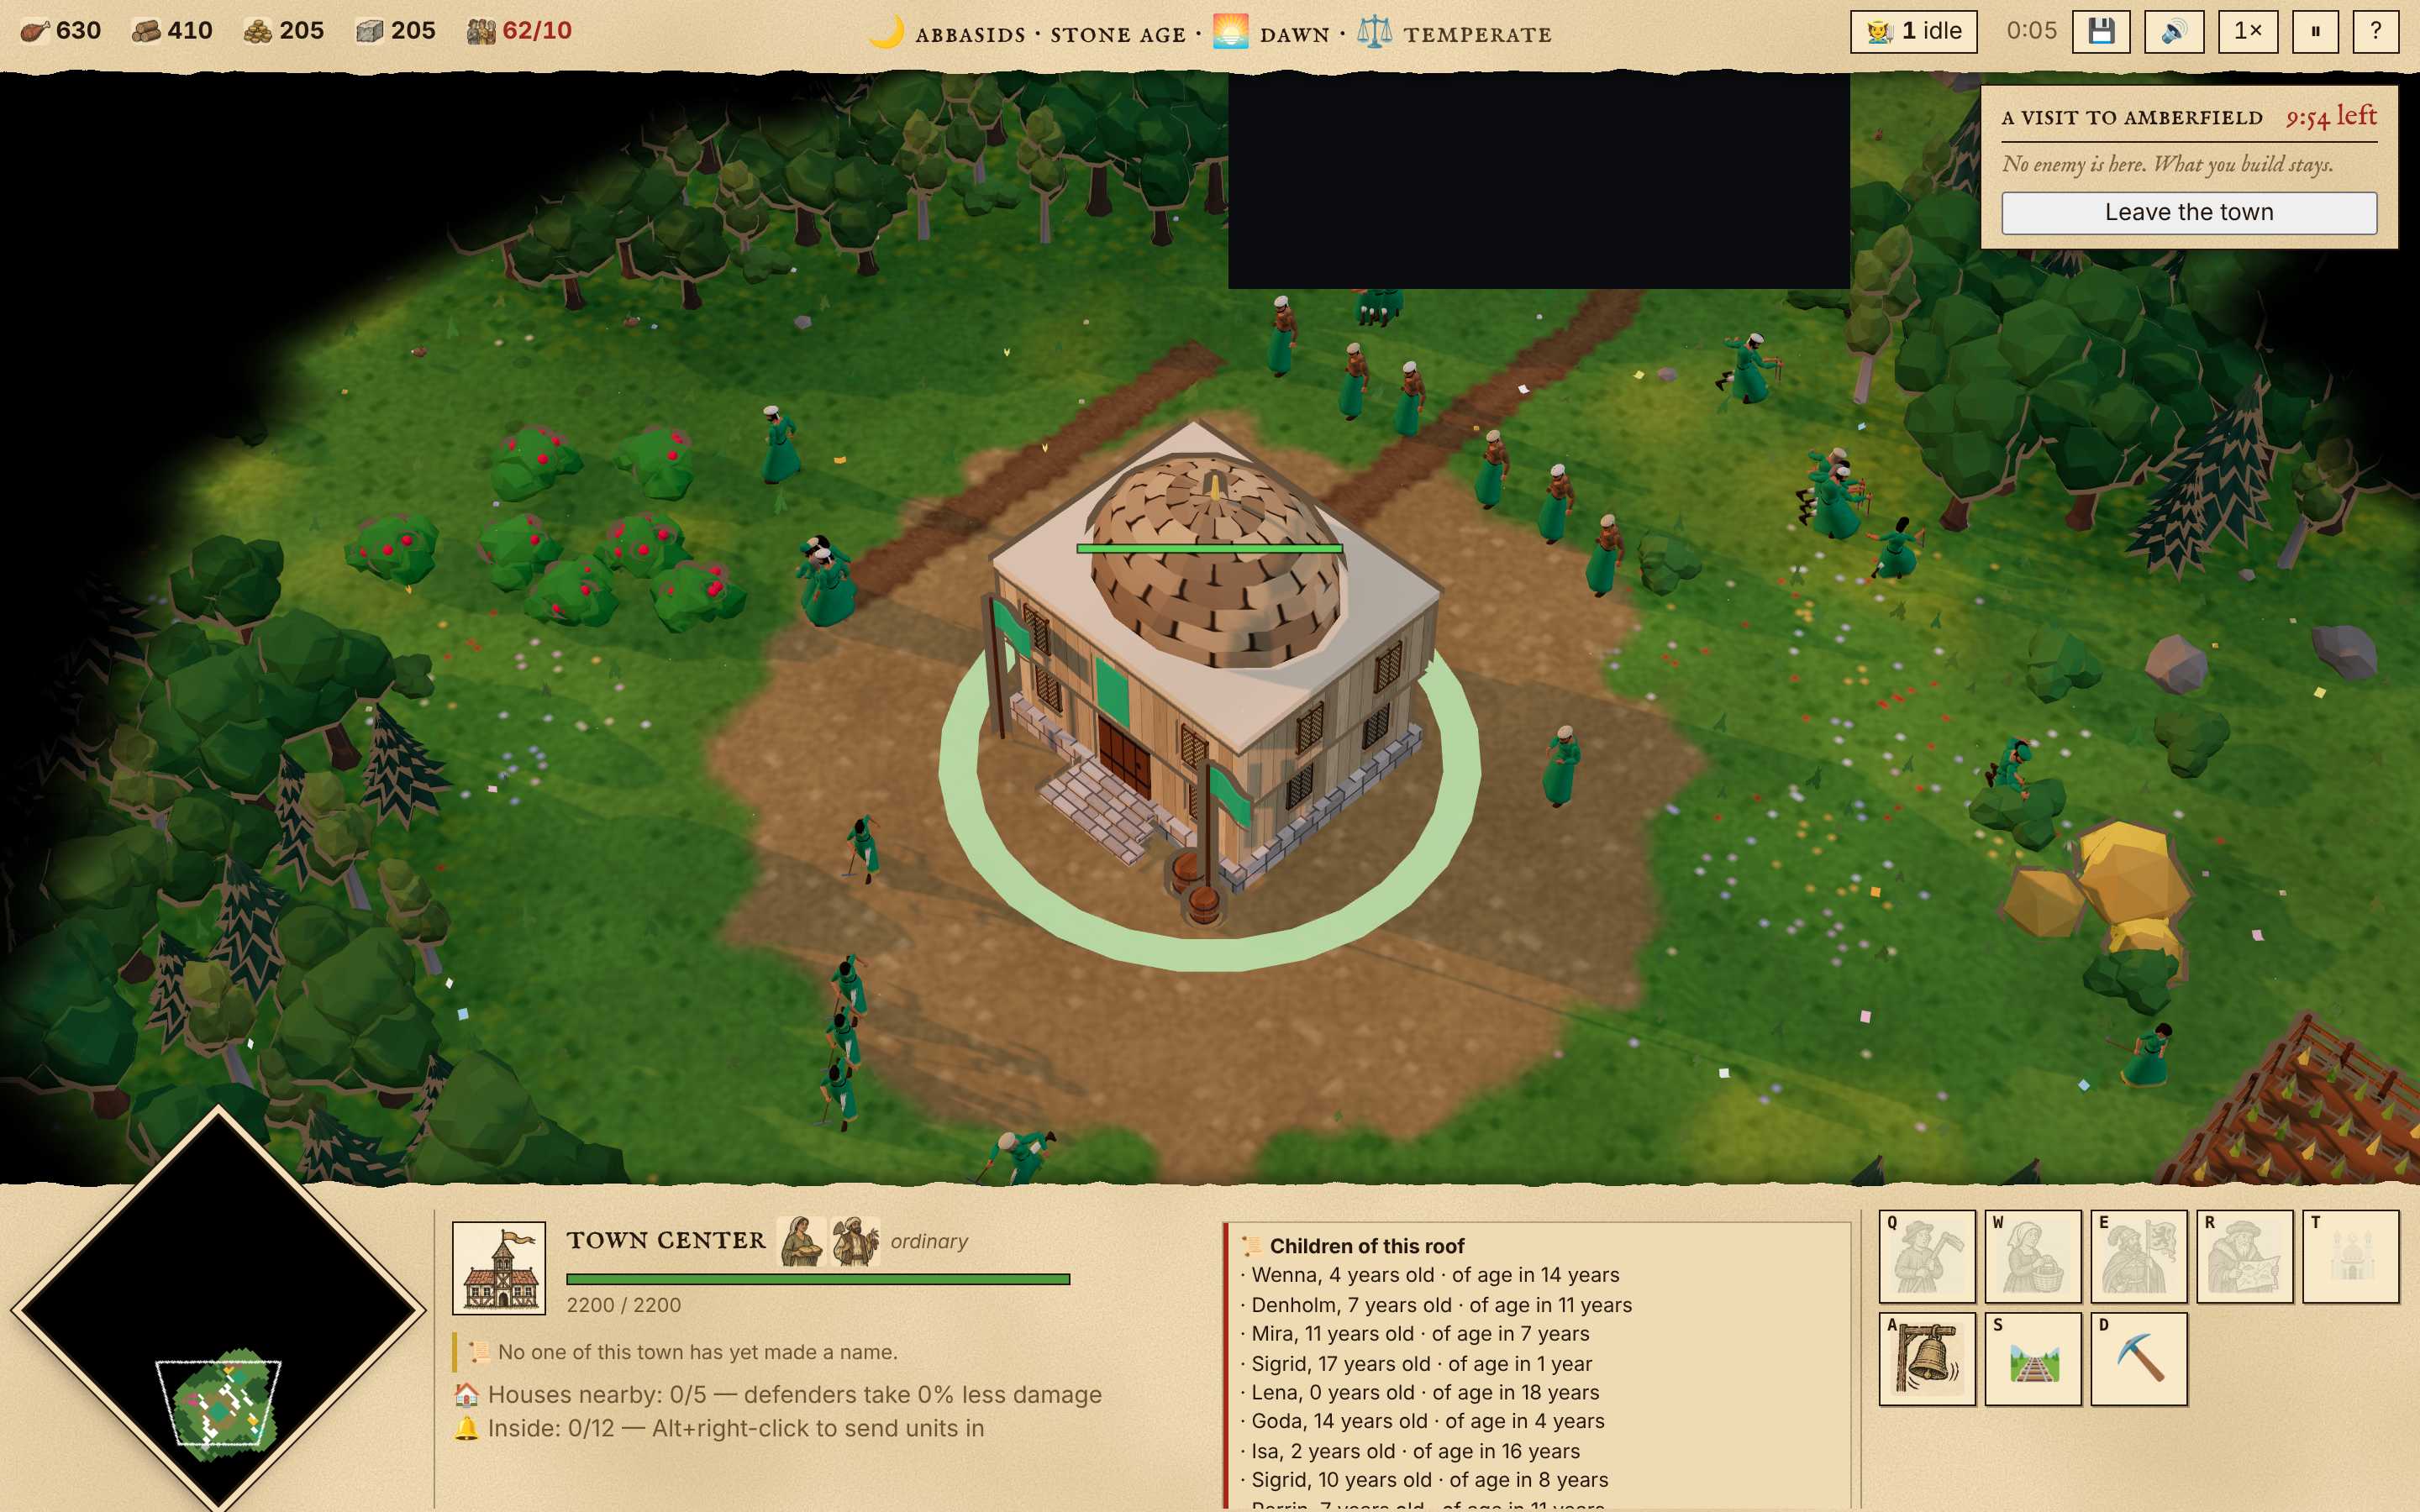 630 410 205 205 62/10
ABBASIDS · STONE AGE · DAWN · TEMPERATE
1 idle 0:05 1× ?
A VISIT TO AMBERFIELD 9:54 left
No enemy is here. What you build stays.
Leave the town
TOWN CENTER ordinary
2200 / 2200
No one of this town has yet made a name.
Houses nearby: 0/5 — defenders take 0% less damage
Inside: 0/12 — Alt+right-click to send units in
Children of this roof
· Wenna, 4 years old · of age in 14 years
· Denholm, 7 years old · of age in 11 years
· Mira, 11 years old · of age in 7 years
· Sigrid, 17 years old · of age in 1 year
· Lena, 0 years old · of age in 18 years
· Goda, 14 years old · of age in 4 years
· Isa, 2 years old · of age in 16 years
· Sigrid, 10 years old · of age in 8 years
Q W E R T
A S D